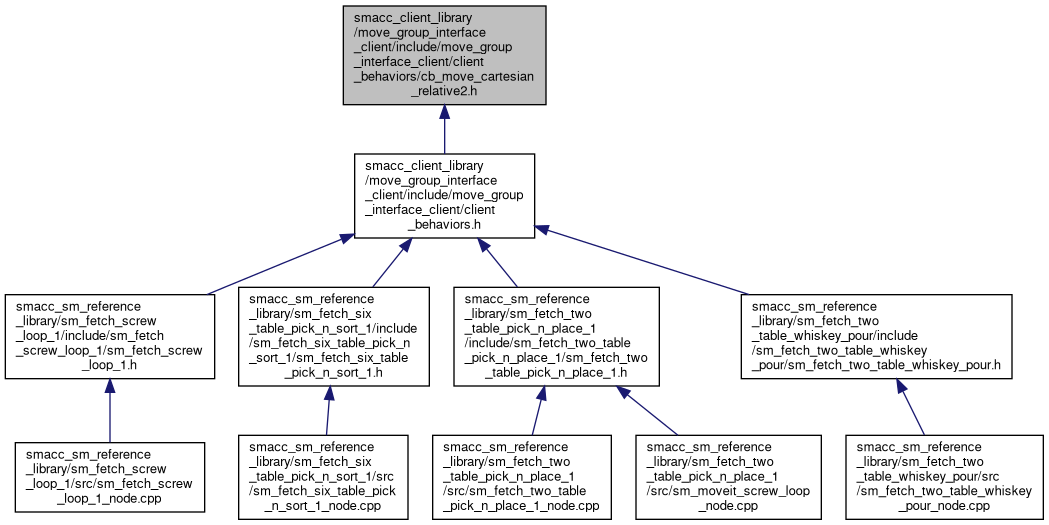 smacc_client_library
/move_group_interface
_client/include/move_group
_interface_client/client
_behaviors/cb_move_cartesian
_relative2.h
smacc_client_library
/move_group_interface
_client/include/move_group
_interface_client/client
_behaviors.h
smacc_sm_reference
_library/sm_fetch_screw
_loop_1/include/sm_fetch
_screw_loop_1/sm_fetch_screw
_loop_1.h
smacc_sm_reference
_library/sm_fetch_six
_table_pick_n_sort_1/include
/sm_fetch_six_table_pick_n
_sort_1/sm_fetch_six_table
_pick_n_sort_1.h
smacc_sm_reference
_library/sm_fetch_two
_table_pick_n_place_1
/include/sm_fetch_two_table
_pick_n_place_1/sm_fetch_two
_table_pick_n_place_1.h
smacc_sm_reference
_library/sm_fetch_two
_table_whiskey_pour/include
/sm_fetch_two_table_whiskey
_pour/sm_fetch_two_table_whiskey_pour.h
smacc_sm_reference
_library/sm_fetch_screw
_loop_1/src/sm_fetch_screw
_loop_1_node.cpp
smacc_sm_reference
_library/sm_fetch_six
_table_pick_n_sort_1/src
/sm_fetch_six_table_pick
_n_sort_1_node.cpp
smacc_sm_reference
_library/sm_fetch_two
_table_pick_n_place_1
/src/sm_fetch_two_table
_pick_n_place_1_node.cpp
smacc_sm_reference
_library/sm_fetch_two
_table_pick_n_place_1
/src/sm_moveit_screw_loop
_node.cpp
smacc_sm_reference
_library/sm_fetch_two
_table_whiskey_pour/src
/sm_fetch_two_table_whiskey
_pour_node.cpp